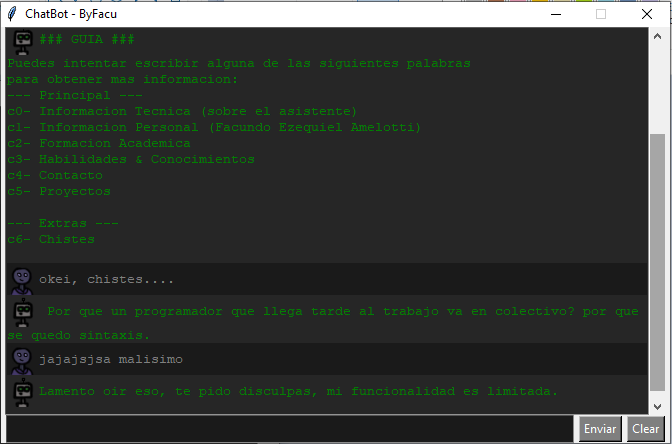 ChatBot - ByFacu
### GUIA ###
Puedes intentar escribir alguna de las siguientes palabras
para obtener mas informacion:
--- Principal ---
c0- Informacion Tecnica (sobre el asistente)
c1- Informacion Personal (Facundo Ezequiel Amelotti)
c2- Formacion Academica
c3- Habilidades & Conocimientos
c4- Contacto
c5- Proyectos
--- Extras ---
c6- Chistes
okei, chistes....
Por que un programador que llega tarde al trabajo va en colectivo? por que
se quedo sintaxis.
jajajsjsa malisimo
Lamento oir eso, te pido disculpas, mi funcionalidad es limitada.
Enviar
Clear